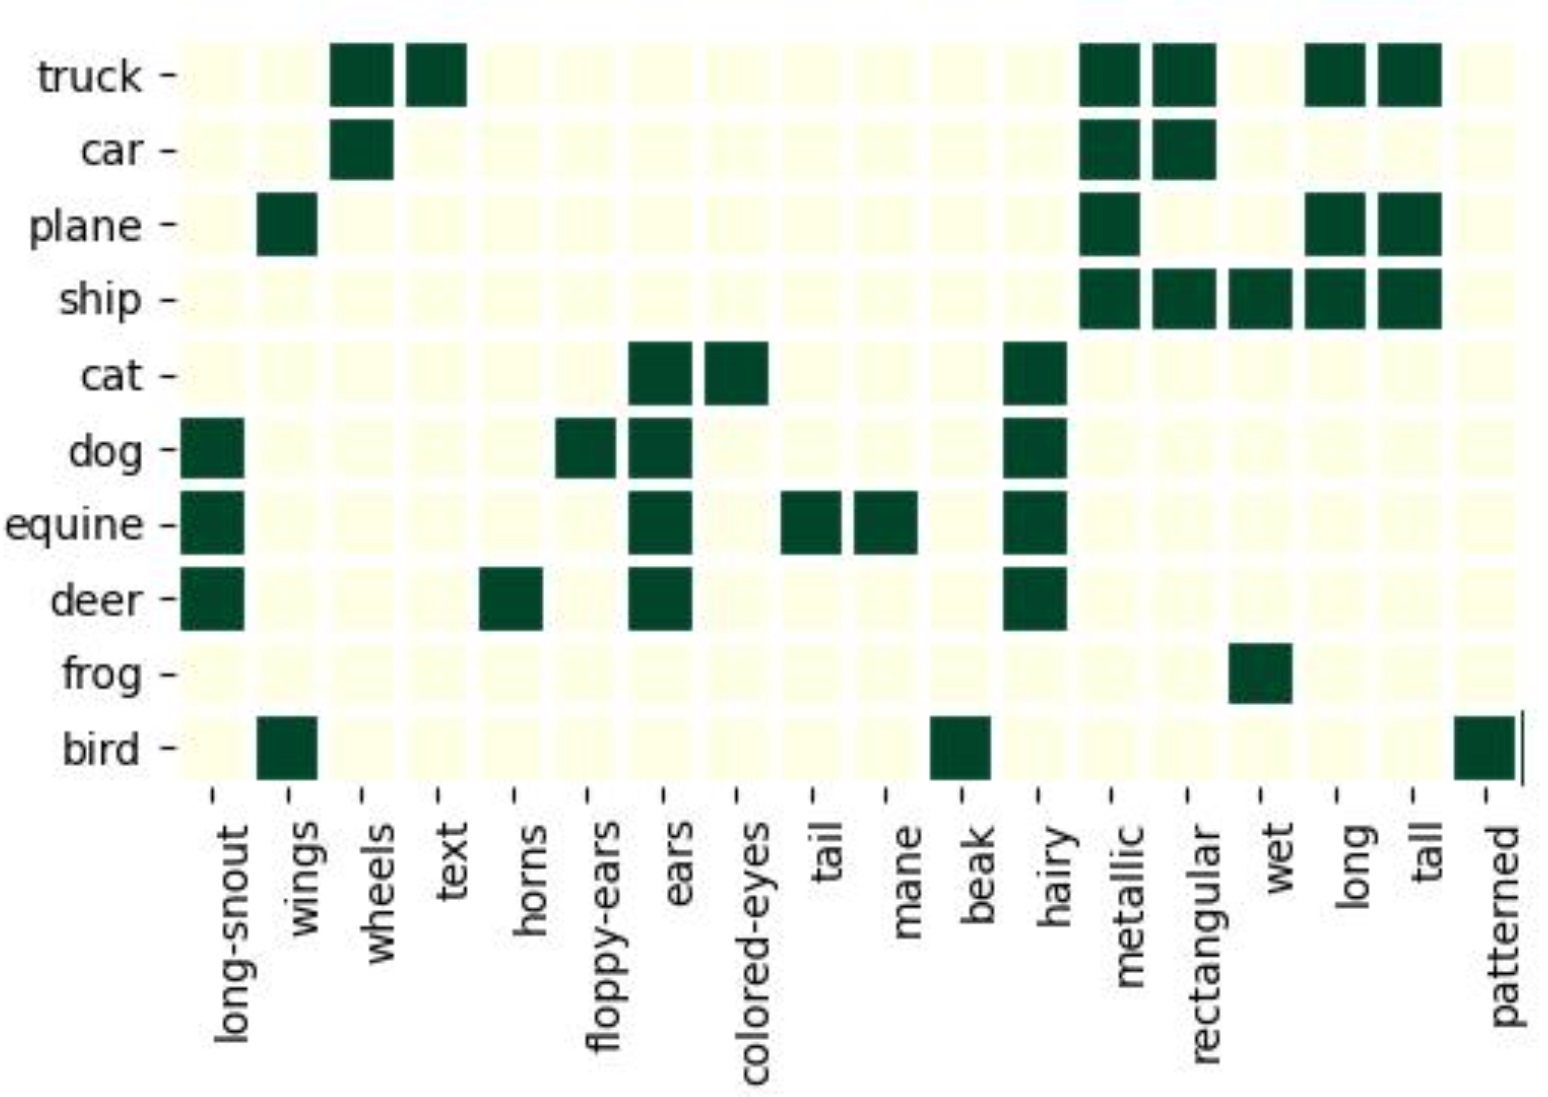 truck
car
plane
ship
cat
dog
equine
deer
frog
bird
long-snout
wings
wheels
text
horns
floppy-ears
ears
colored-eyes
tail
mane
beak
hairy
metallic
rectangular
wet
long
tall
patterned